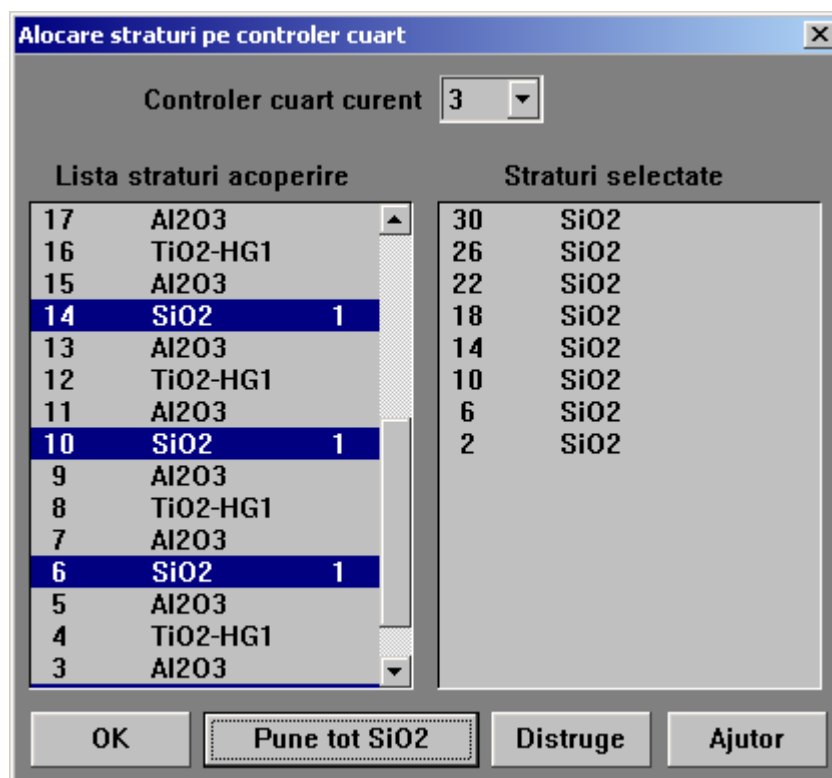 Alocare straturi pe controler cuart
Controler cuart curent 3
Lista straturi acoperire
17 Al2O3
16 TiO2-HG1
15 Al2O3
14 SiO2 1
13 Al2O3
12 TiO2-HG1
11 Al2O3
10 SiO2 1
9 Al2O3
8 TiO2-HG1
7 Al2O3
6 SiO2 1
5 Al2O3
4 TiO2-HG1
3 Al2O3
Straturi selectate
30 SiO2
26 SiO2
22 SiO2
18 SiO2
14 SiO2
10 SiO2
6 SiO2
2 SiO2
OK
Pune tot SiO2
Distruge
Ajutor